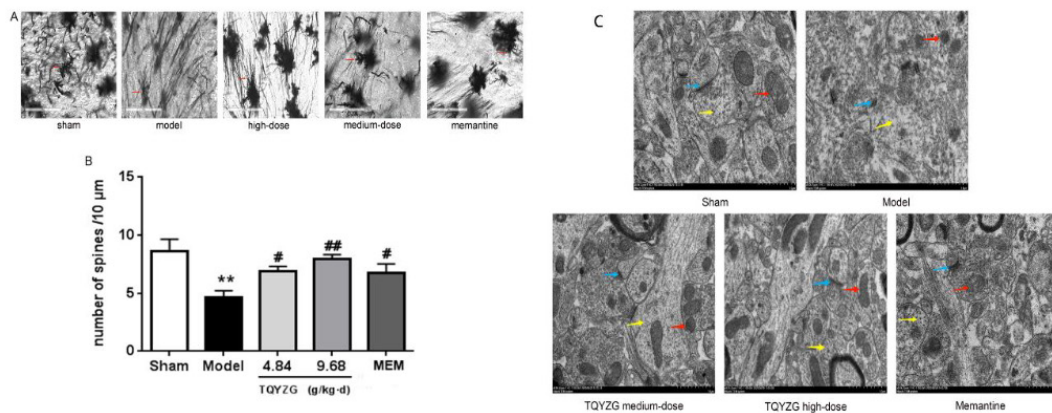 A
sham
model
high-dose
medium-dose
memantine
B
number of spines /10 µm
15
10
5
0
**
#
##
#
Sham
Model
4.84
9.68
MEM
TQYZG (g/kg·d)
C
Sham
Model
TQYZG medium-dose
TQYZG high-dose
Memantine